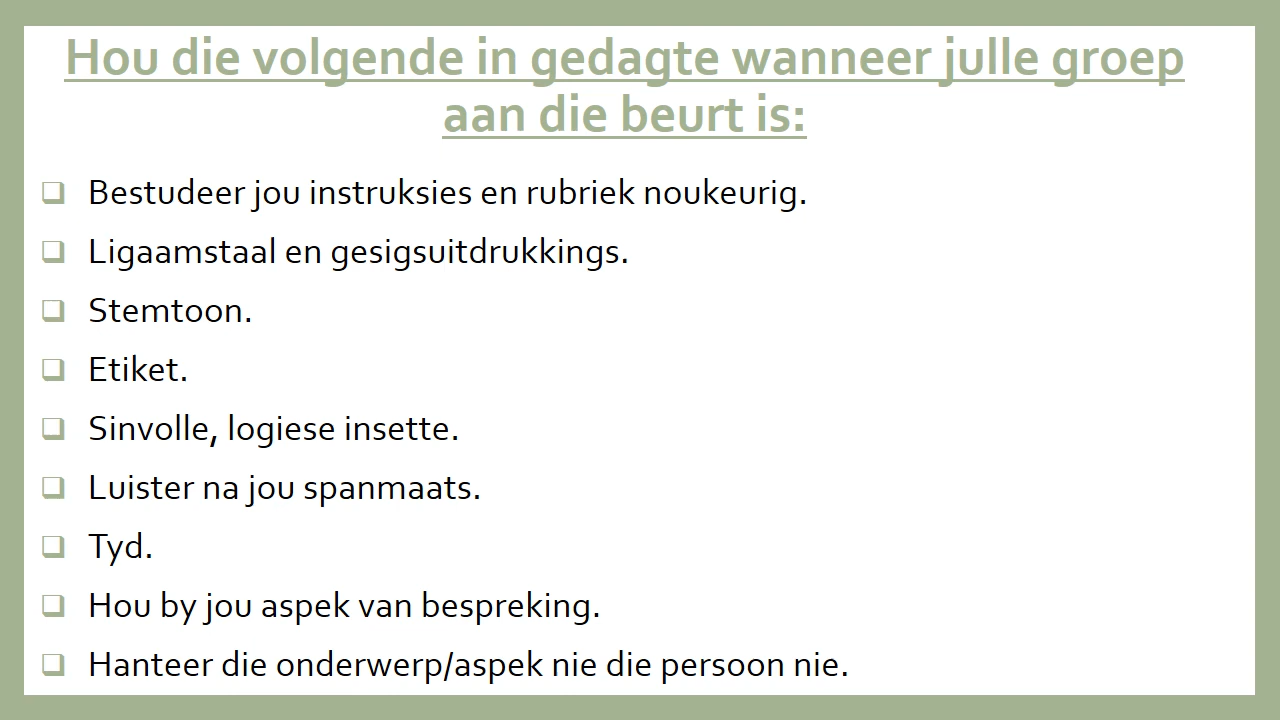 Hou die volgende in gedagte wanneer julle groep
aan die beurt is:
Bestudeer jou instruksies en rubriek noukeurig.
Ligaamstaal en gesigsuitdrukkings.
Stemtoon.
Etiket.
Sinvolle, logiese insette.
Luister na jou spanmaats.
Tyd.
Hou by jou aspek van bespreking.
Hanteer die onderwerp/aspek nie die persoon nie.